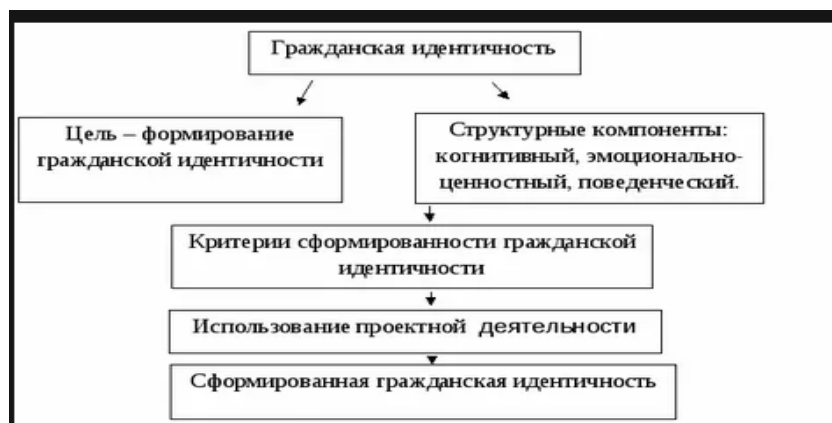 Гражданская идентичность
Цель – формирование
гражданской идентичности
Структурные компоненты:
когнитивный, эмоционально-
ценностный, поведенческий.
Критерии сформированности гражданской
идентичности
Использование проектной деятельности
Сформированная гражданская идентичность